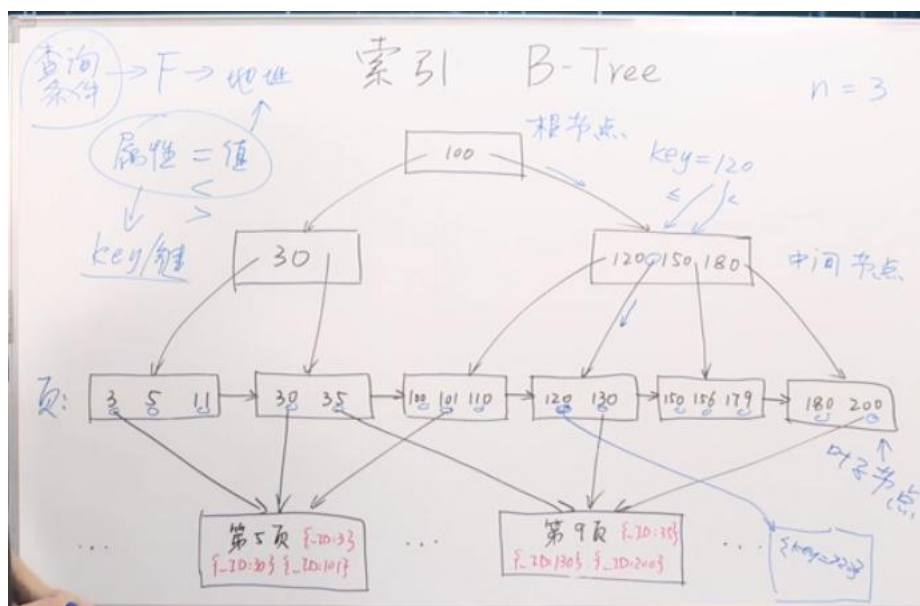 索引 B-Tree
n = 3
查询
条件
→ F → 地址
属性 = 值
<
>
key/键
根节点
100
key=120
≤ <
30
120 150 180
中间节点
页:
3 5 11
30 35
100 101 110
120 130
150 156 179
180 200
叶子节点
...
第5页 {_ID:3}
{_ID:30} {_ID:101}
...
第9页 {_ID:35}
{_ID:130} {_ID:200}
...